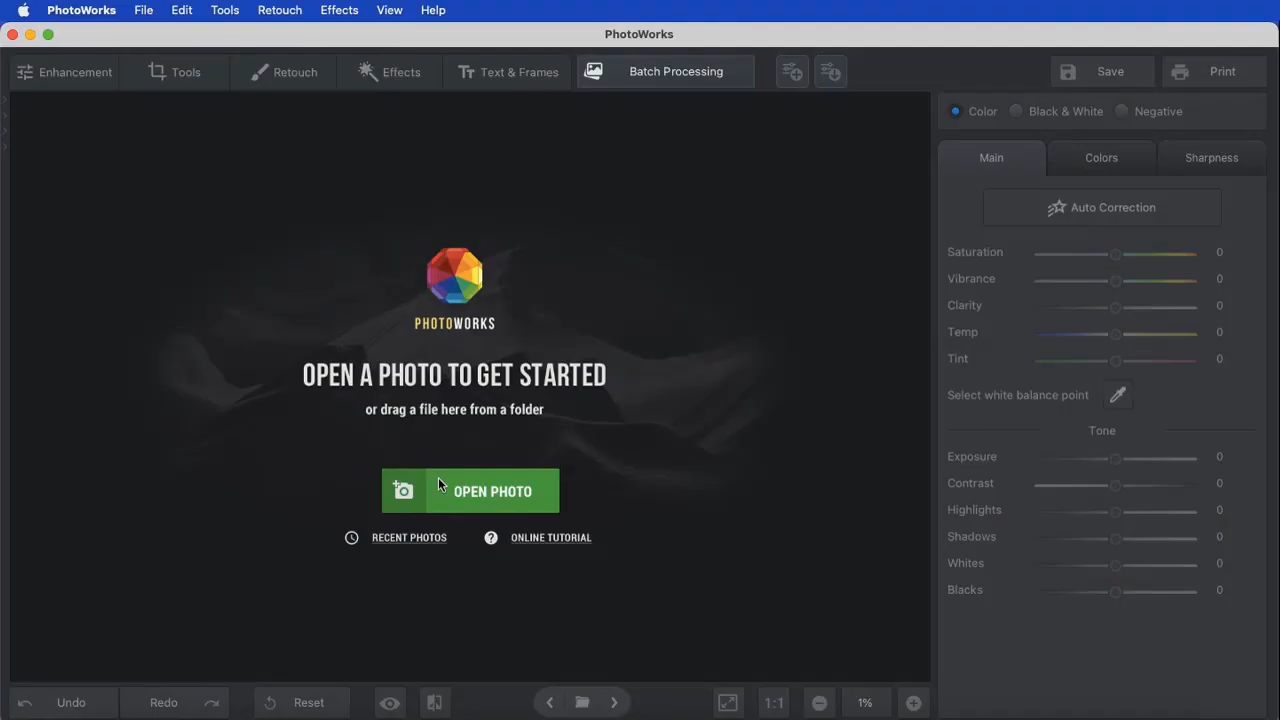 PhotoWorks File Edit Tools Retouch Effects View Help
PhotoWorks
Enhancement Tools Retouch Effects Text & Frames Batch Processing Save Print
Color Black & White Negative
Main Colors Sharpness
Auto Correction
Saturation 0
Vibrance 0
Clarity 0
Temp 0
Tint 0
Select white balance point
Tone
Exposure 0
Contrast 0
Highlights 0
Shadows 0
Whites 0
Blacks 0
PHOTOWORKS
OPEN A PHOTO TO GET STARTED
or drag a file here from a folder
OPEN PHOTO
RECENT PHOTOS ONLINE TUTORIAL
Undo Redo Reset 1:1 1%